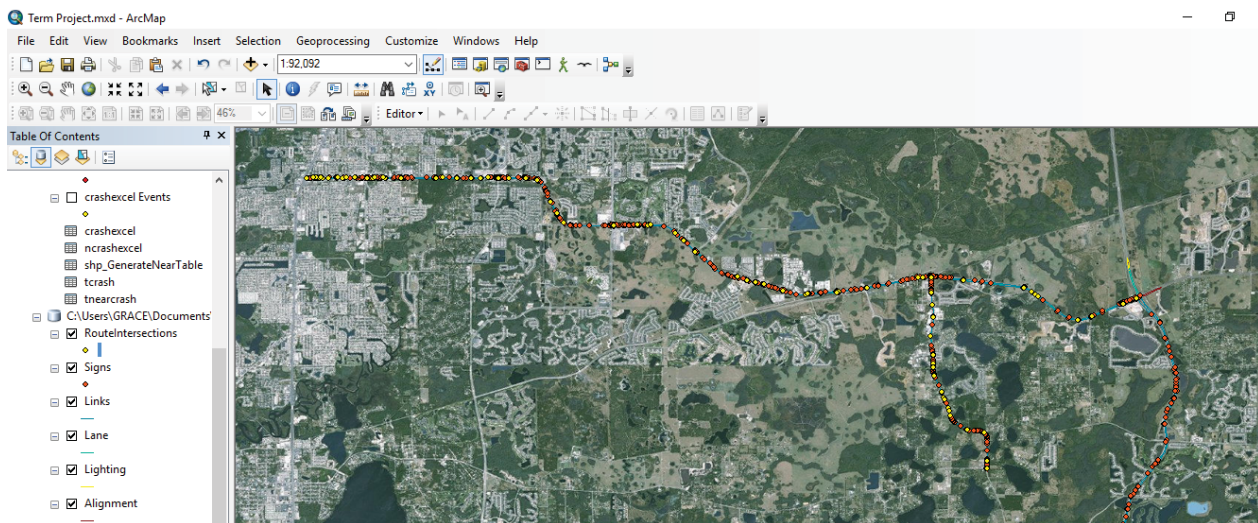 Term Project.mxd - ArcMap
File Edit View Bookmarks Insert Selection Geoprocessing Customize Windows Help
1:92,092
46% Editor
Table Of Contents
crashexcel Events
crashexcel
ncrashexcel
shp_GenerateNearTable
tcrash
tnearcrash
C:\Users\GRACE\Documents\
RouteIntersections
Signs
Links
Lane
Lighting
Alignment